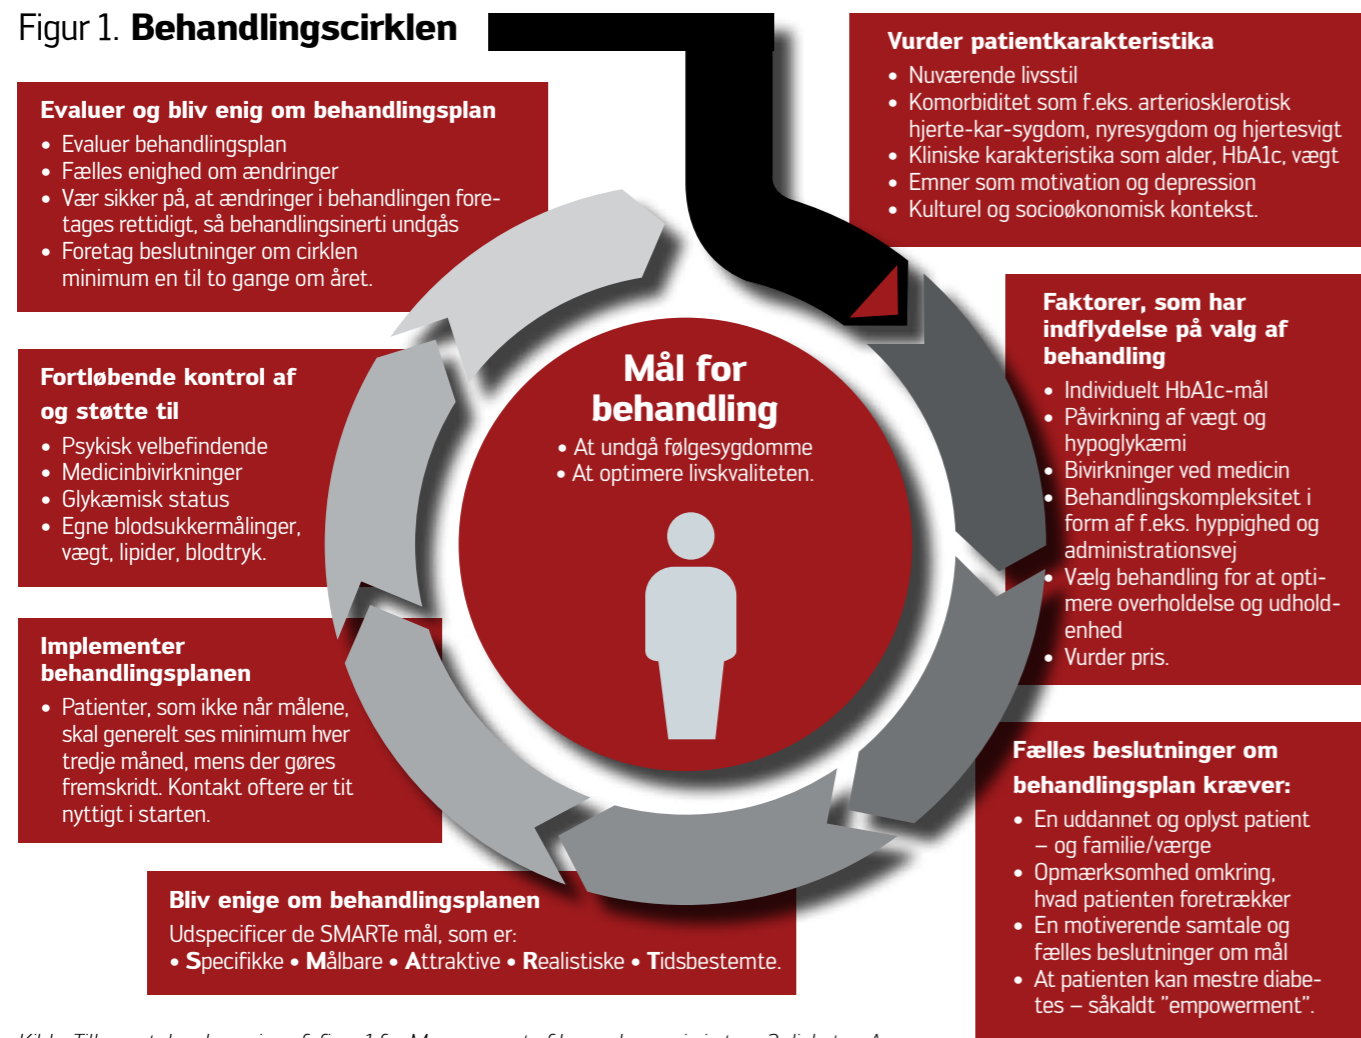 Figur 1. Behandlingscirklen
Vurder patientkarakteristika
• Nuværende livsstil
• Komorbiditet som f.eks. arteriosklerotisk
hjerte-kar-sygdom, nyresygdom og hjertesvigt
• Kliniske karakteristika som alder, HbA1c, vægt
• Emner som motivation og depression
• Kulturel og socioøkonomisk kontekst.
Faktorer, som har
indflydelse på valg af
behandling
• Individuelt HbA1c-mål
• Påvirkning af vægt og
hypoglykæmi
• Bivirkninger ved medicin
• Behandlingskompleksitet i
form af f.eks. hyppighed og
administrationsvej
• Vælg behandling for at opti-
mere overholdelse og udhold-
enhed
• Vurder pris.
Fælles beslutninger om
behandlingsplan kræver:
• En uddannet og oplyst patient
– og familie/værge
• Opmærksomhed omkring,
hvad patienten foretrækker
• En motiverende samtale og
fælles beslutninger om mål
• At patienten kan mestre diabe-
tes – såkaldt ”empowerment”.
Bliv enige om behandlingsplanen
Udspecificer de SMARTe mål, som er:
• Specifikke • Målbare • Attraktive • Realistiske • Tidsbestemte.
Implementer
behandlingsplanen
• Patienter, som ikke når målene,
skal generelt ses minimum hver
tredje måned, mens der gøres
fremskridt. Kontakt oftere er tit
nyttigt i starten.
Fortløbende kontrol af
og støtte til
• Psykisk velbefindende
• Medicinbivirkninger
• Glykæmisk status
• Egne blodsukkermålinger,
vægt, lipider, blodtryk.
Evaluer og bliv enig om behandlingsplan
• Evaluer behandlingsplan
• Fælles enighed om ændringer
• Vær sikker på, at ændringer i behandlingen fore-
tages rettidigt, så behandlingsinerti undgås
• Foretag beslutninger om cirklen
minimum en til to gange om året.
Mål for
behandling
• At undgå følgesygdomme
• At optimere livskvaliteten.